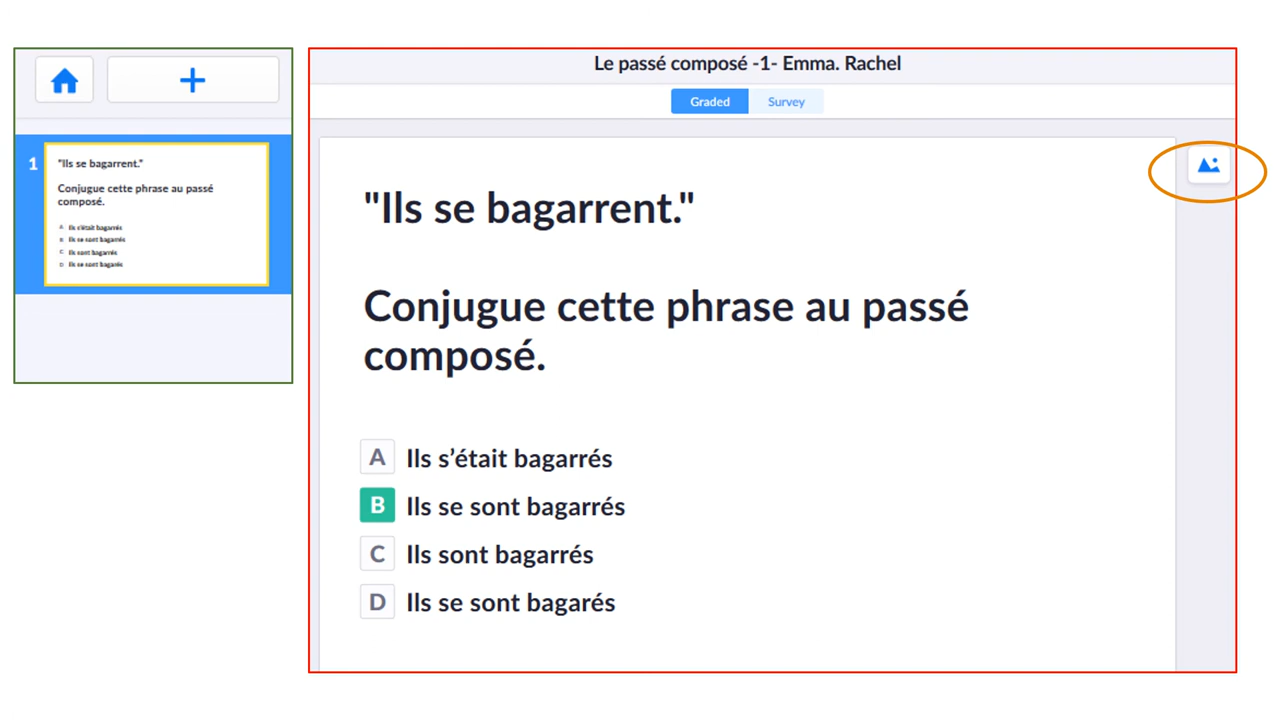 1
"Ils se bagarrent."
Conjugue cette phrase au passé
composé.
A Ils s'était bagarrés
B Ils se sont bagarrés
C Ils sont bagarrés
D Ils se sont bagarés
Le passé composé -1- Emma. Rachel
Graded Survey
"Ils se bagarrent."
Conjugue cette phrase au passé
composé.
A Ils s’était bagarrés
B Ils se sont bagarrés
C Ils sont bagarrés
D Ils se sont bagarés